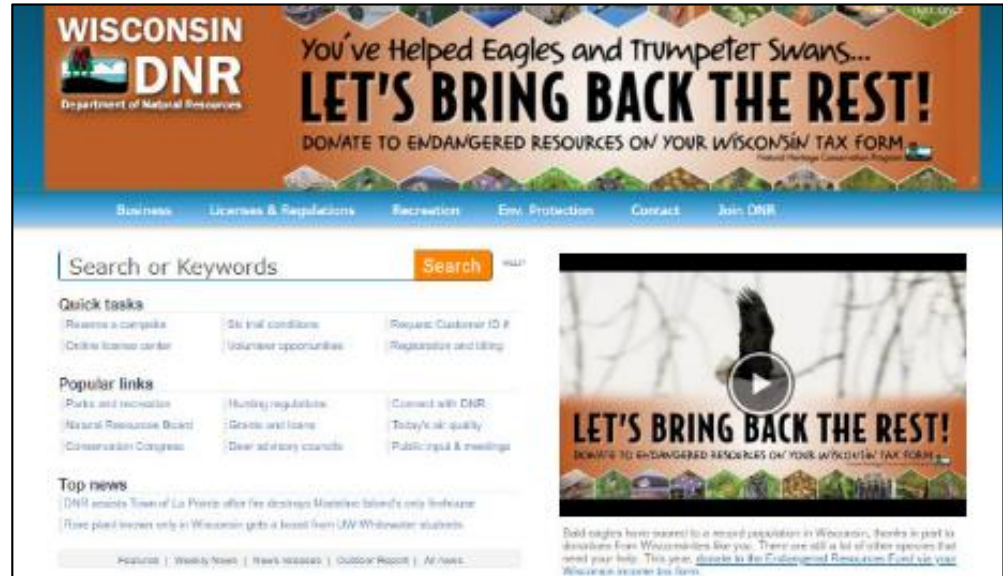 WISCONSIN
DNR
Department of Natural Resources
You've Helped Eagles and Trumpeter Swans...
LET'S BRING BACK THE REST!
DONATE TO ENDANGERED RESOURCES ON YOUR WISCONSIN TAX FORM
Natural Heritage Conservation Program
Business Licenses & Regulations Recreation Env. Protection Contact Join DNR
Search or Keywords Search
Quick tasks
Reserve a campsite Ski trail conditions Request Customer ID #
Online license center Volunteer opportunities Registration and titling
Popular links
Parks and recreation Hunting regulations Connect with DNR
Natural Resources Board Grants and loans Today's air quality
Conservation Congress Deer advisory councils Public input & meetings
Top news
DNR assists Town of La Pointe after fire destroys Madeline Island's only firehouse
Rare plant known only in Wisconsin gets a boost from UW-Whitewater students
Featured | Weekly News | News releases | Outdoor Report | All news
LET'S BRING BACK THE REST!
DONATE TO ENDANGERED RESOURCES ON YOUR WISCONSIN TAX FORM
Bald eagles have soared to a record population in Wisconsin, thanks in part to
donations from Wisconsinites like you. There are still a lot of other species that
need your help. This year, donate to the Endangered Resources Fund via your
Wisconsin income tax form.